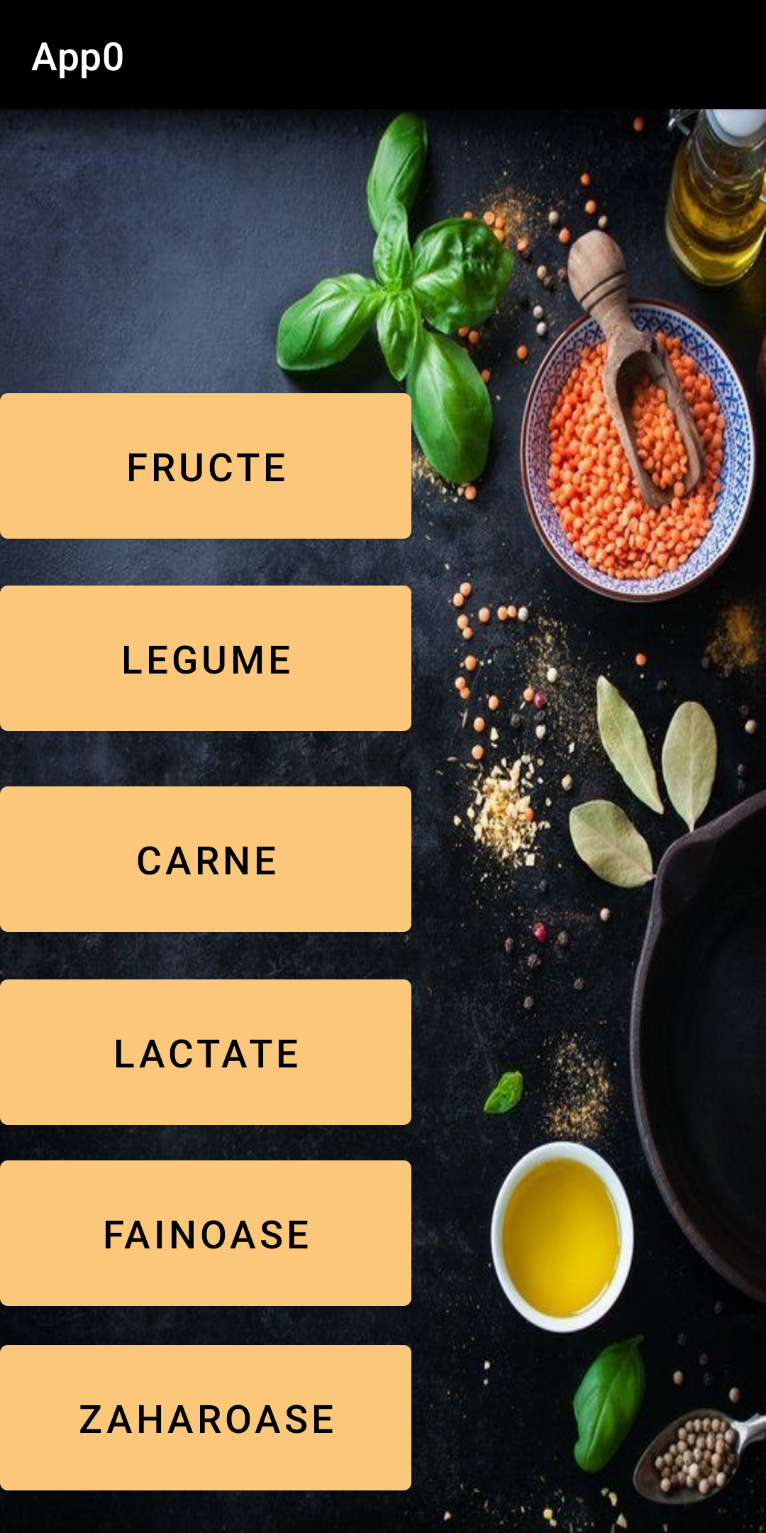 App0
FRUCTE
LEGUME
CARNE
LACTATE
FAINOASE
ZAHAROASE